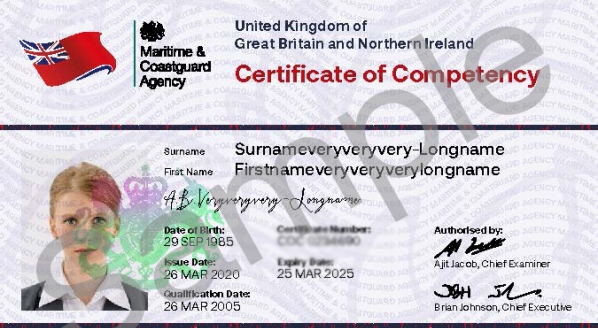 United Kingdom of
Great Britain and Northern Ireland
Maritime &
Coastguard
Agency
Certificate of Competency
Surname Surnameveryveryvery-Longname
First Name Firstnameveryveryverylongname
A.B.Veryveryvery-Longname
Date of Birth: Certificate Number:
29 SEP 1985
Issue Date: Expiry Date:
26 MAR 2020 25 MAR 2025
Qualification Date:
26 MAR 2005
Authorised by:
Ajit Jacob, Chief Examiner
Brian Johnson, Chief Executive
Sample